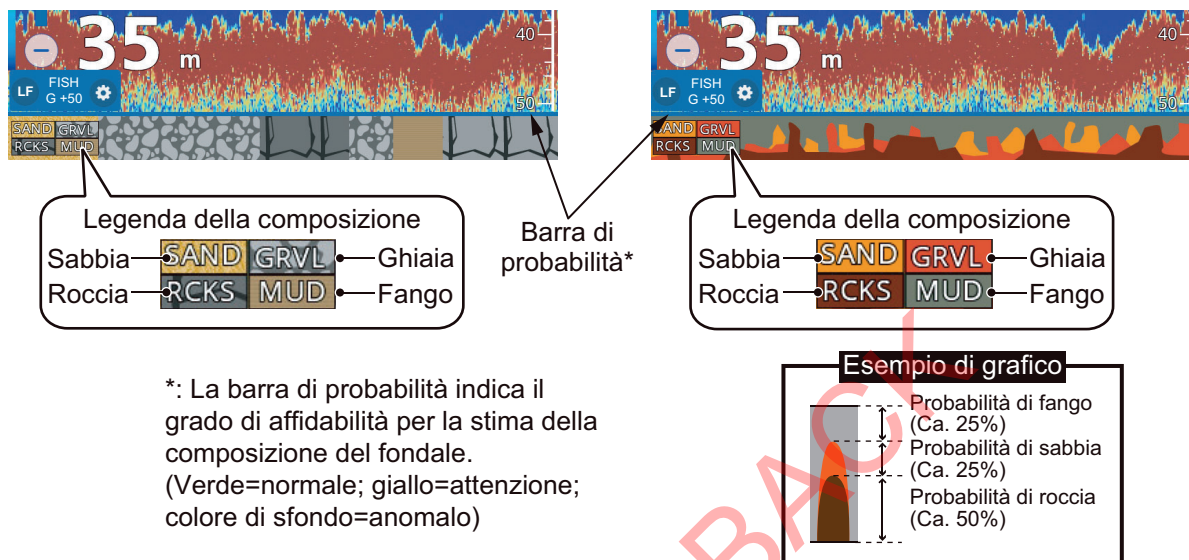 35 m
40
LF FISH
G +50
50
SAND GRVL
RCKS MUD
Legenda della composizione
Sabbia SAND GRVL Ghiaia
Roccia RCKS MUD Fango
Barra di
probabilità*
35 m
40
LF FISH
G +50
50
SAND GRVL
RCKS MUD
Legenda della composizione
Sabbia SAND GRVL Ghiaia
Roccia RCKS MUD Fango
*: La barra di probabilità indica il
grado di affidabilità per la stima della
composizione del fondale.
(Verde=normale; giallo=attenzione;
colore di sfondo=anomalo)
Esempio di grafico
Probabilità di fango
(Ca. 25%)
Probabilità di sabbia
(Ca. 25%)
Probabilità di roccia
(Ca. 50%)
BACK